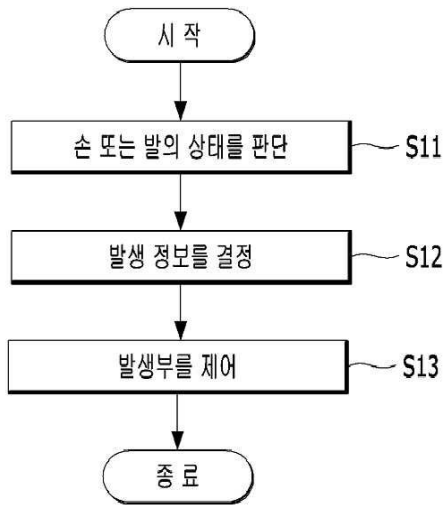 시 작
손 또는 발의 상태를 판단
S11
발생 정보를 결정
S12
발생부를 제어
S13
종 료